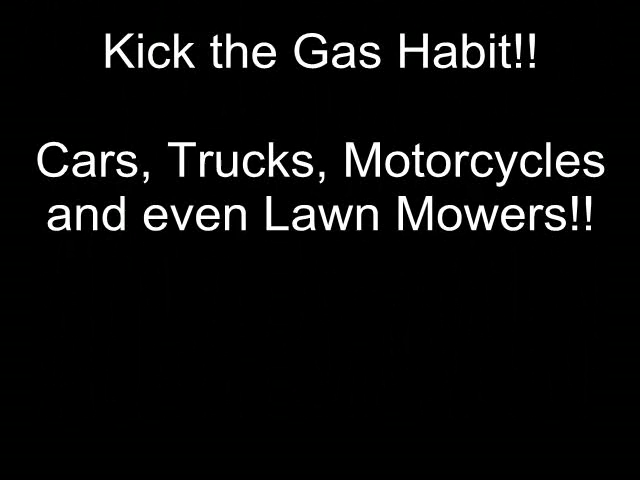 Kick the Gas Habit!!
Cars, Trucks, Motorcycles
and even Lawn Mowers!!